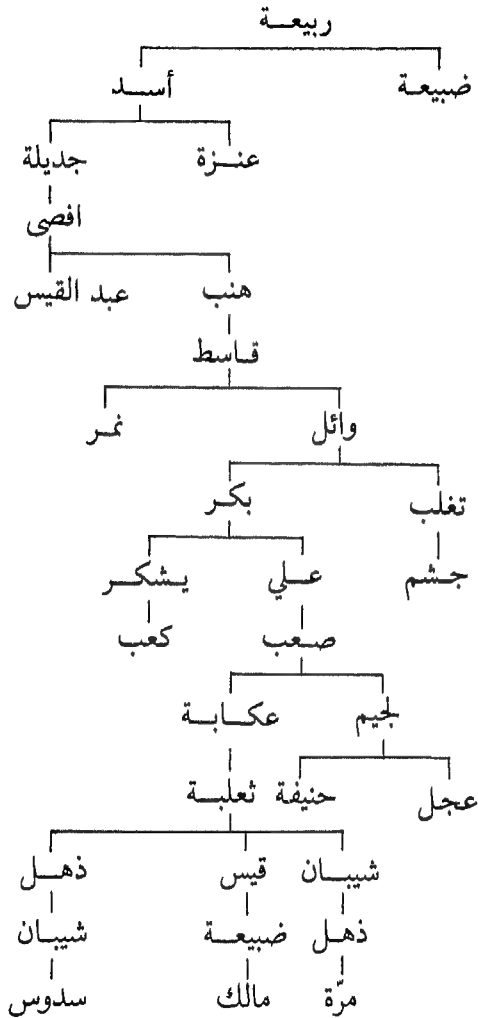 ربيعة
ضبيعة أسد
عنزة جديلة
افصى
هنب عبد القيس
قاسط
وائل نمر
تغلب بكر
جشم علي يشكر
صعب كعب
لجيم عكابة
عجل حنيفة ثعلبة
شيبان قيس ذهل
ذهل ضبيعة شيبان
مرّة مالك سدوس